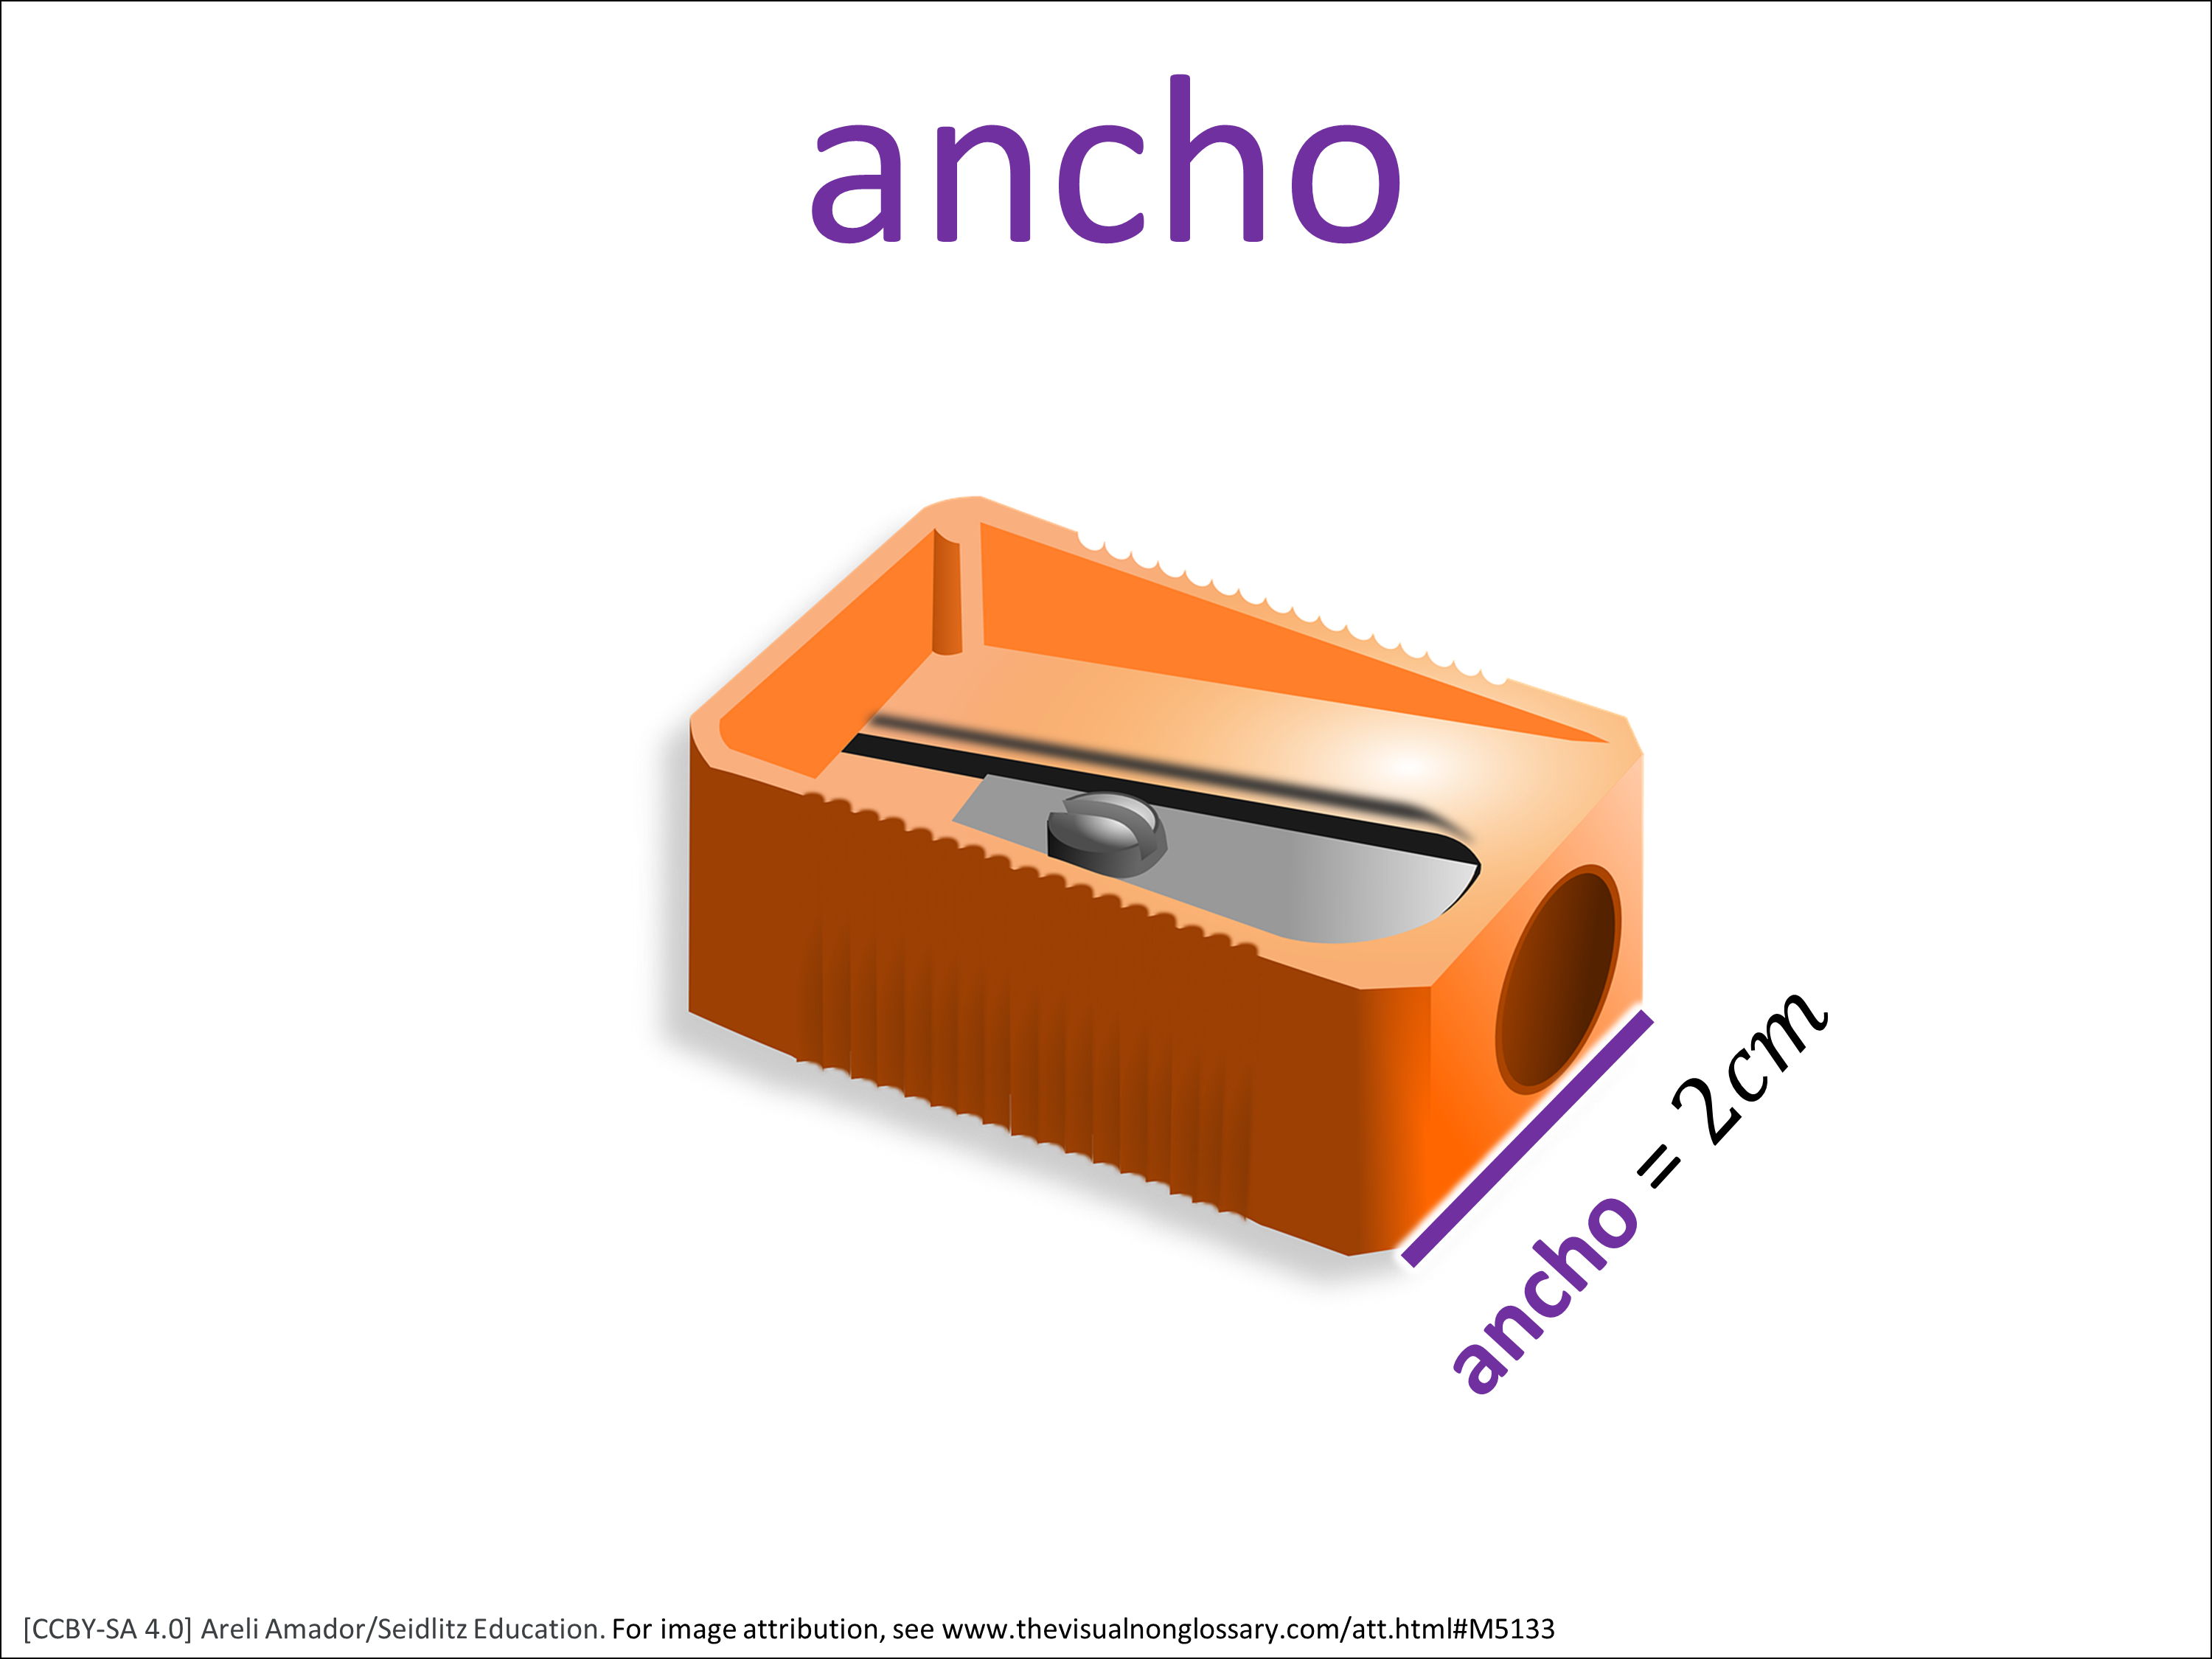 ancho
ancho = 2cm
[CCBY-SA 4.0] Areli Amador/Seidlitz Education. For image attribution, see www.thevisualnonglossary.com/att.html#M5133